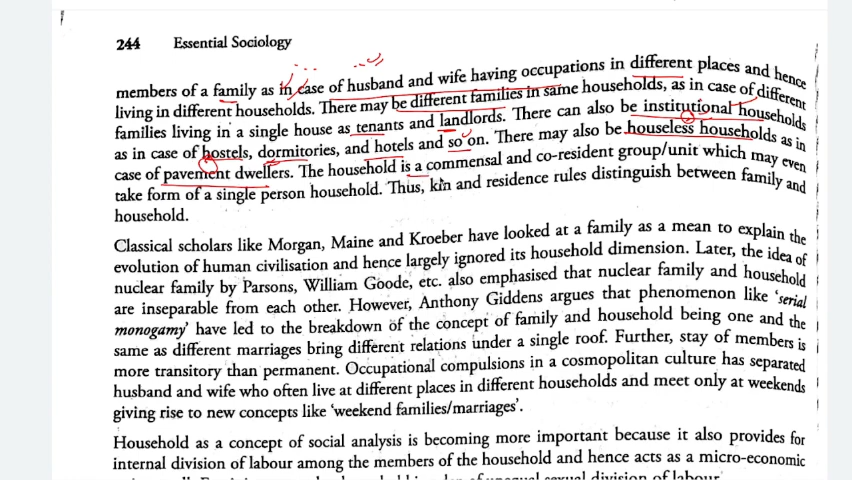 244 Essential Sociology
members of a family as in case of husband and wife having occupations in different places and hence
living in different households. There may be different families in same households, as in case of different
families living in a single house as tenants and landlords. There can also be institutional households
as in case of hostels, dormitories, and hotels and so on. There may also be houseless households as in
case of pavement dwellers. The household is a commensal and co-resident group/unit which may even
take form of a single person household. Thus, kin and residence rules distinguish between family and
household.
Classical scholars like Morgan, Maine and Kroeber have looked at a family as a mean to explain the
evolution of human civilisation and hence largely ignored its household dimension. Later, the idea of
nuclear family by Parsons, William Goode, etc. also emphasised that nuclear family and household
are inseparable from each other. However, Anthony Giddens argues that phenomenon like 'serial
monogamy' have led to the breakdown of the concept of family and household being one and the
same as different marriages bring different relations under a single roof. Further, stay of members is
more transitory than permanent. Occupational compulsions in a cosmopolitan culture has separated
husband and wife who often live at different places in different households and meet only at weekends
giving rise to new concepts like 'weekend families/marriages'.
Household as a concept of social analysis is becoming more important because it also provides for
internal division of labour among the members of the household and hence acts as a micro-economic
of unequal sexual division of labour